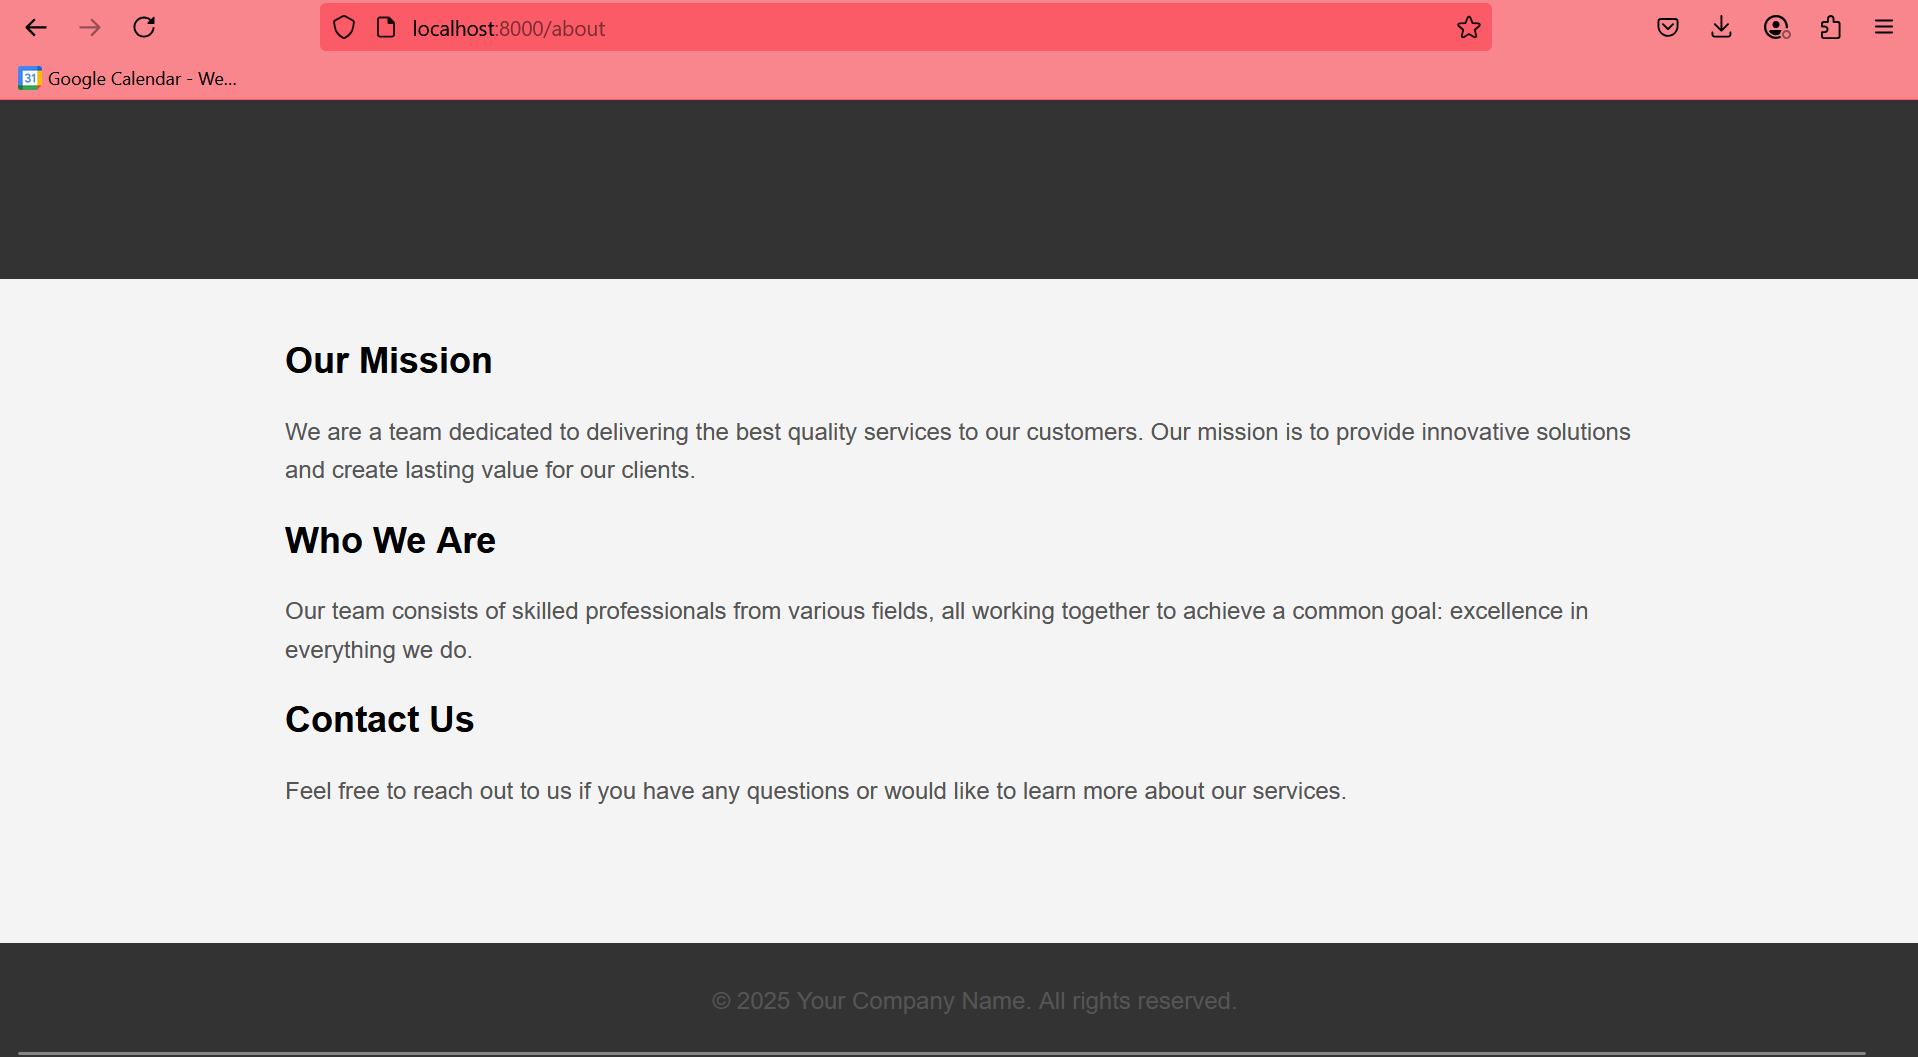 localhost:8000/about
31 Google Calendar - We...
Our Mission
We are a team dedicated to delivering the best quality services to our customers. Our mission is to provide innovative solutions
and create lasting value for our clients.
Who We Are
Our team consists of skilled professionals from various fields, all working together to achieve a common goal: excellence in
everything we do.
Contact Us
Feel free to reach out to us if you have any questions or would like to learn more about our services.
© 2025 Your Company Name. All rights reserved.